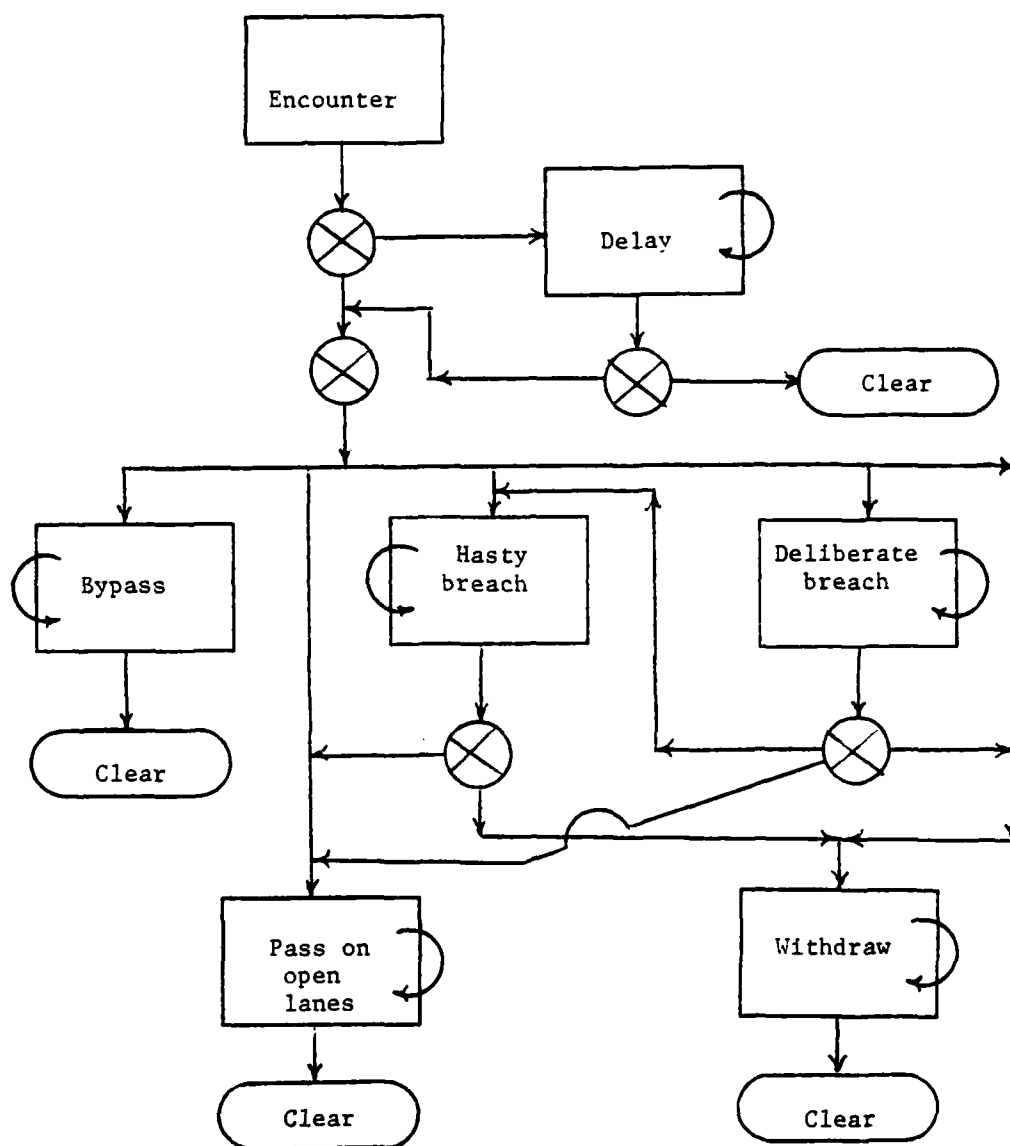 Encounter
Delay
Clear
Bypass
Hasty
breach
Deliberate
breach
Clear
Pass on
open
lanes
Withdraw
Clear
Clear